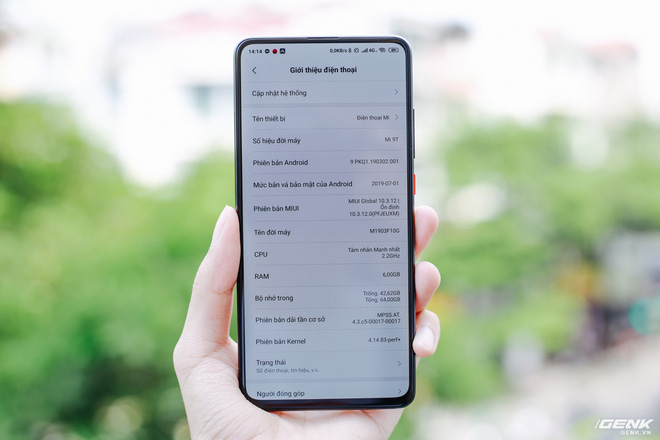 14:14 0,0KB/s 4G
Giới thiệu điện thoại
Cập nhật hệ thống
Tên thiết bị Điện thoại Mi
Số hiệu đời máy Mi 9T
Phiên bản Android 9 PKQ1.190302.001
Mức bản vá bảo mật của Android 2019-07-01
Phiên bản MIUI MIUI Global 10.3.12 |
Ổn định
10.3.12.0(PFJEUXM)
Tên đời máy M1903F10G
CPU Tám nhân Mạnh nhất
2.2GHz
RAM 6,00GB
Bộ nhớ trong Trống: 42,62GB
Tổng: 64,00GB
Phiên bản dải tần cơ sở MPSS.AT.
4.3.c5-00017-00017
Phiên bản Kernel 4.14.83-perf+
Trạng thái
Số điện thoại, tín hiệu, v.v...
Người đóng góp
GENK
GENK.VN